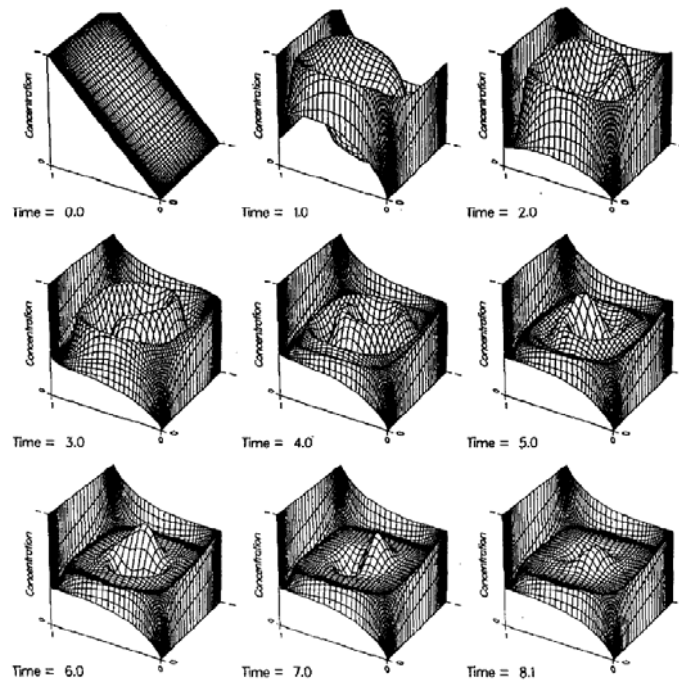 Concentration
Time = 0.0
Concentration
Time = 1.0
Concentration
Time = 2.0
Concentration
Time = 3.0
Concentration
Time = 4.0
Concentration
Time = 5.0
Concentration
Time = 6.0
Concentration
Time = 7.0
Concentration
Time = 8.1